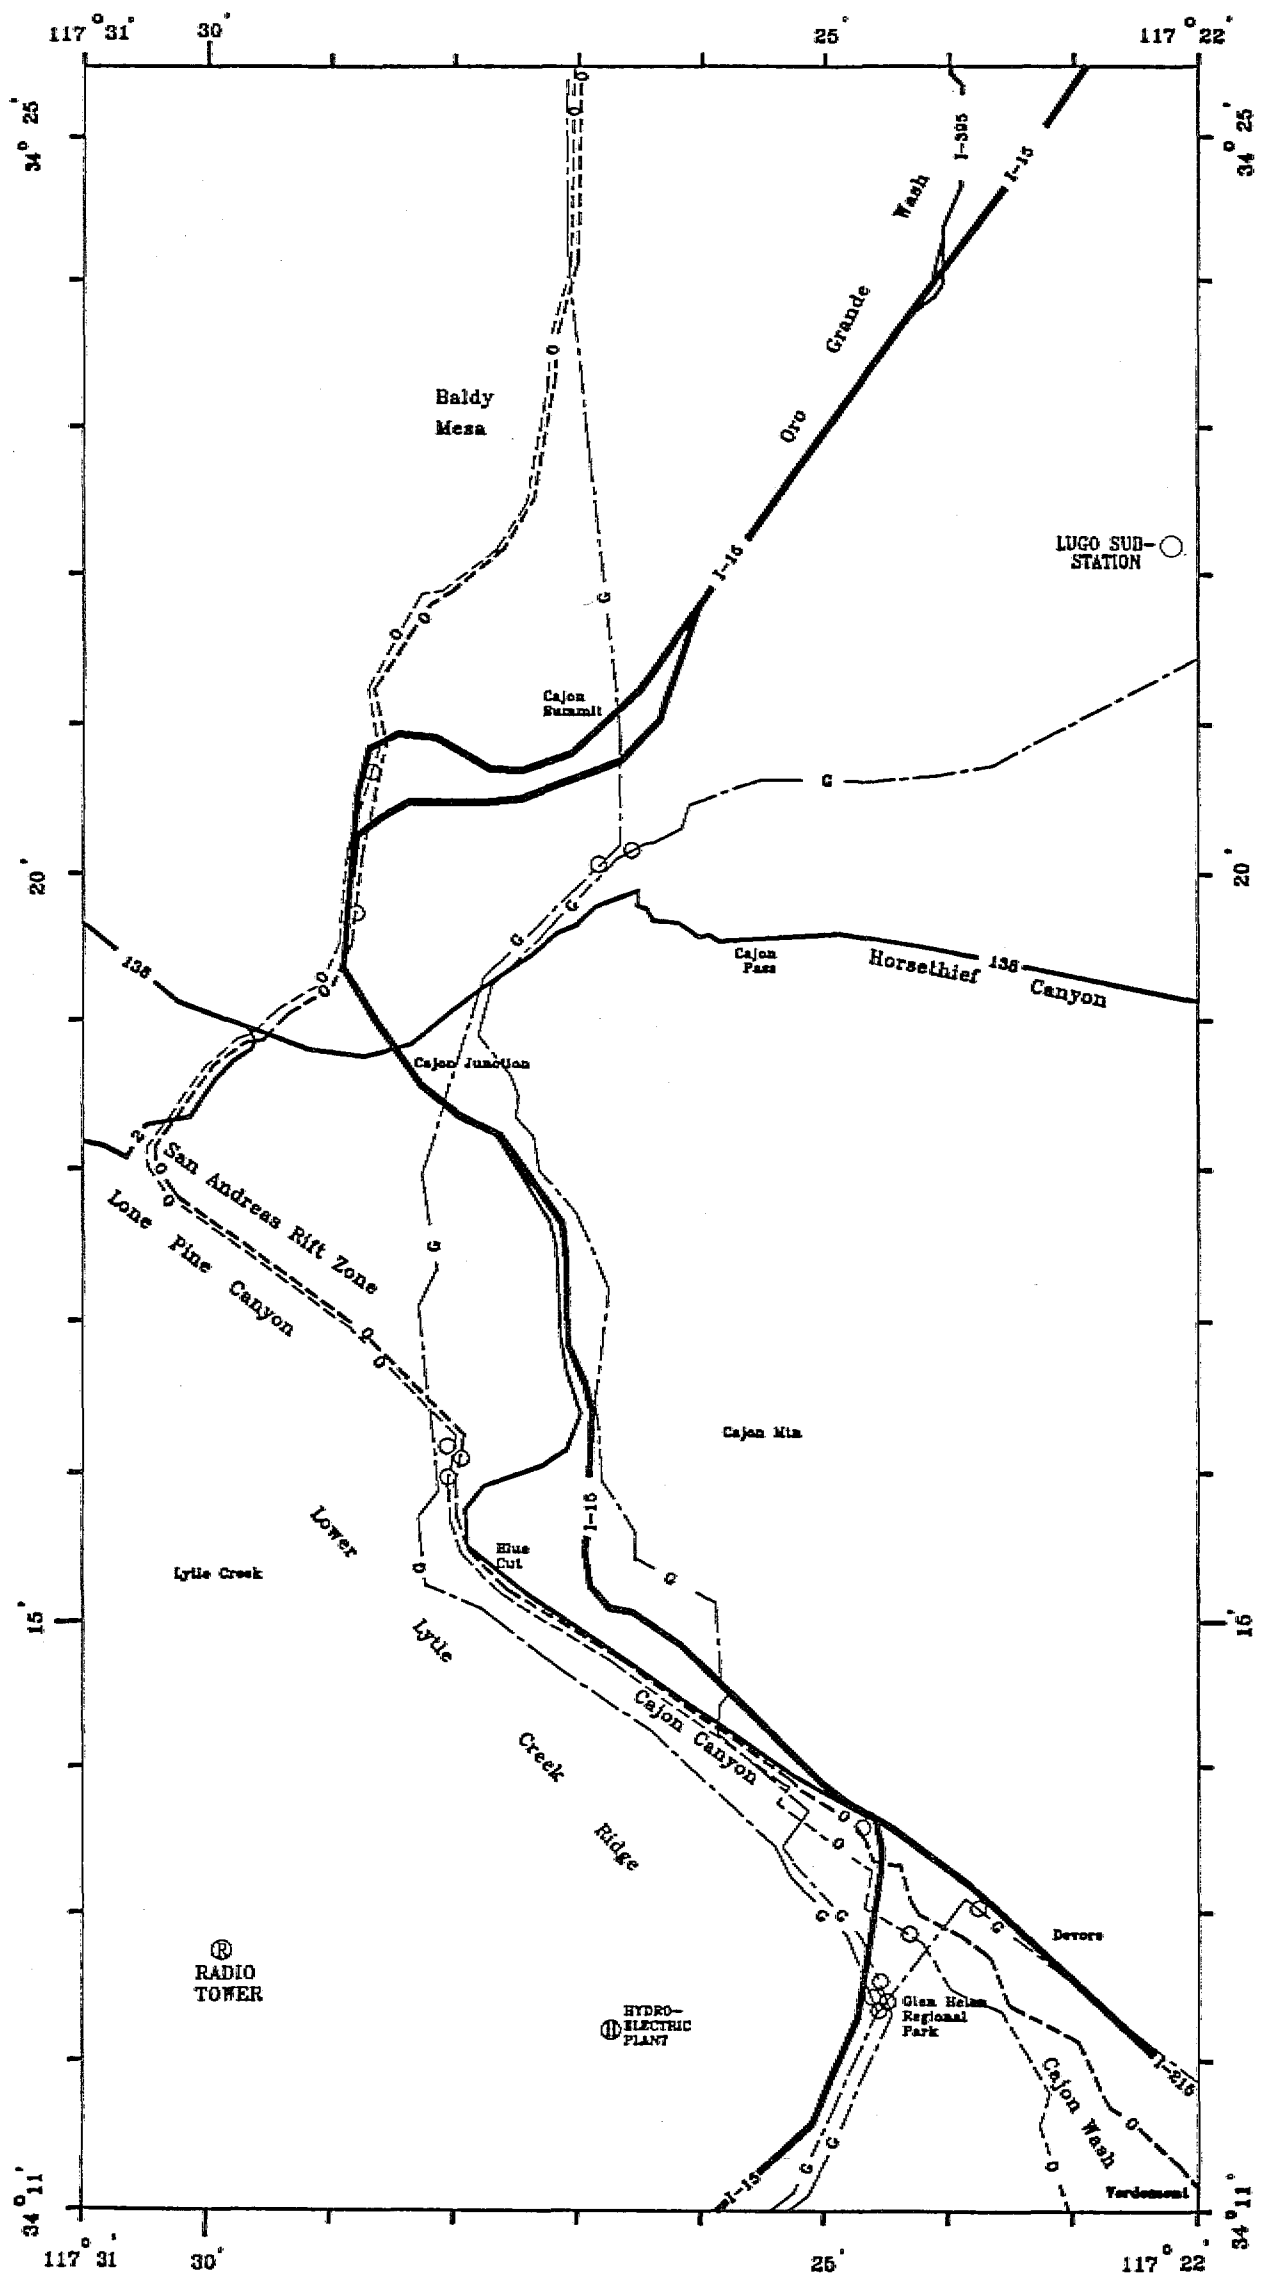 117° 31'
30'
25'
117° 22'
34° 25'
34° 25'
I-395
I-15
Wash
Grande
Oro
O
O
O
Baldy
Mesa
LUGO SUD-
STATION
I-15
G
O
O
Cajon
Summit
G
20'
20'
G
G
138
Cajon
Pass
Horsethief
138
Canyon
O
O
Cajon Junction
2
San Andreas Rift Zone
O
O
Lone Pine Canyon
G
O
O
Cajon Mtn
I-15
Lower
Blue
Cut
Lytle Creek
G
G
15'
15'
Lytle
Cajon Canyon
Creek
Ridge
O
O
G
G
G
Devore
R
RADIO
TOWER
Glen Helen
Regional
Park
H
HYDRO-
ELECTRIC
PLANT
I-215
Cajon Wash
O
O
G
G
I-15
Verdemont
34° 11'
34° 11'
117° 31'
30'
25'
117° 22'